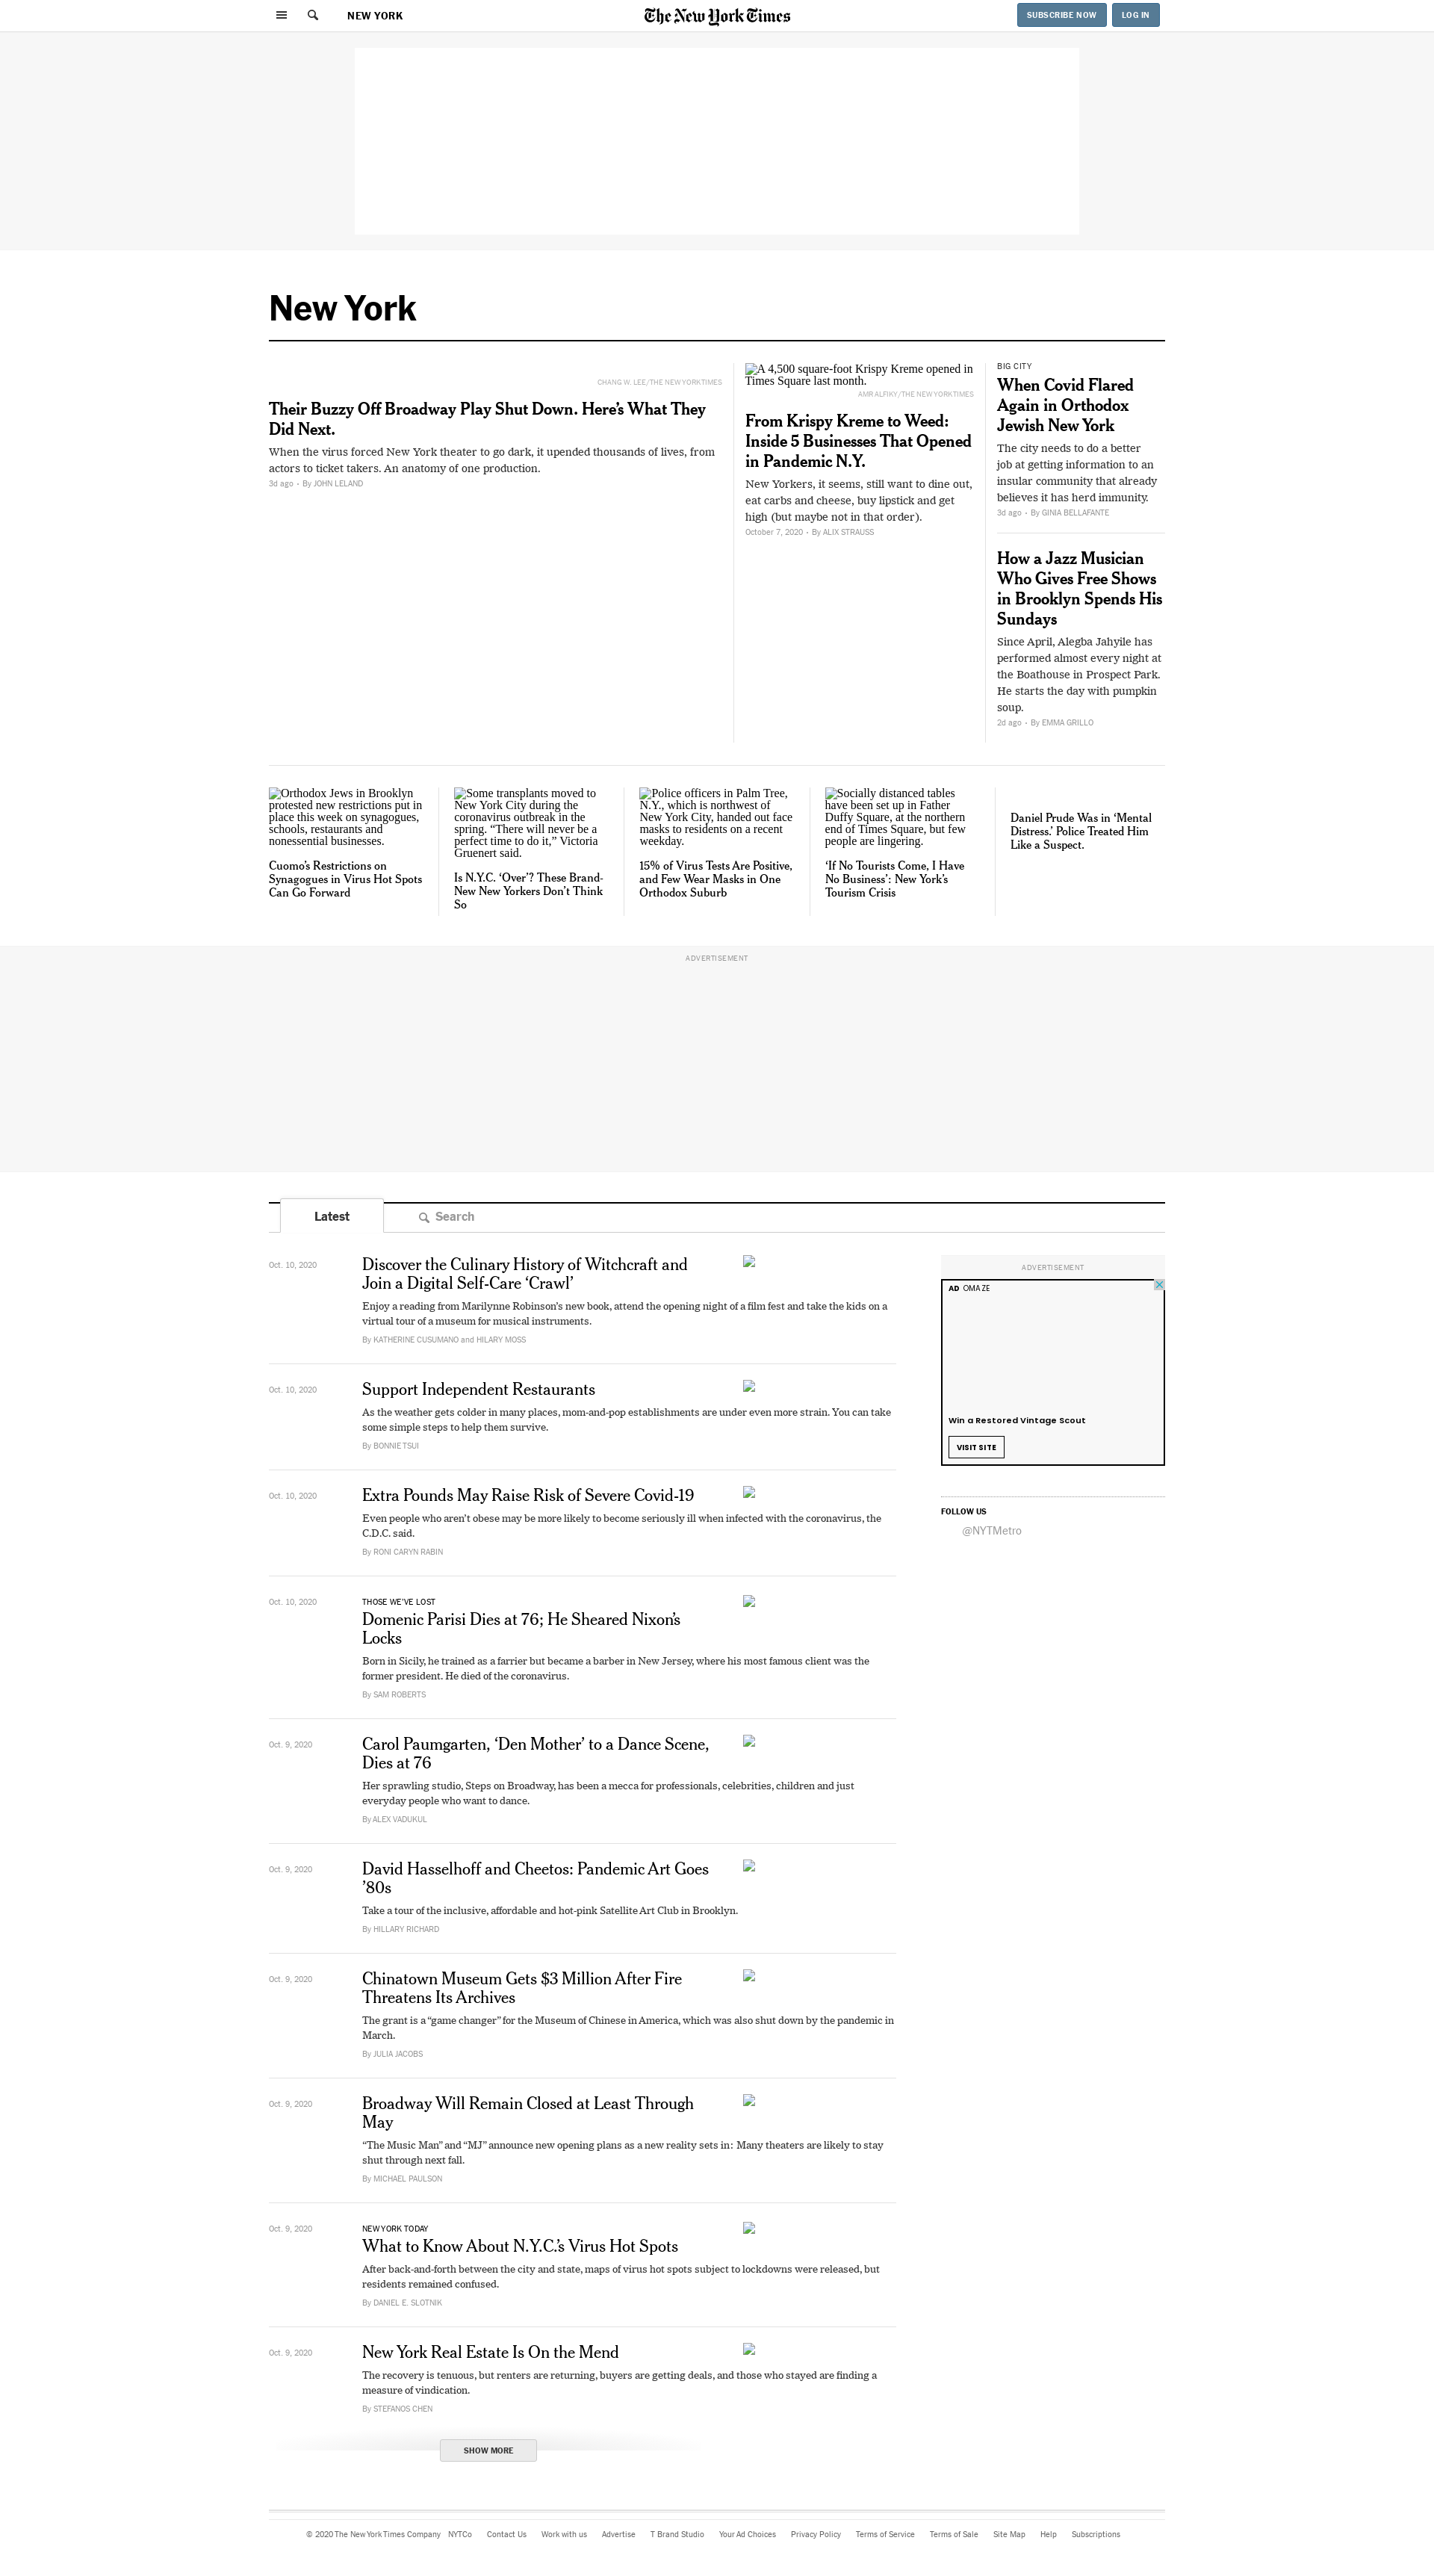 NEW YORK
The New York Times
SUBSCRIBE NOW
LOG IN
New York
CHANG W. LEE/THE NEW YORK TIMES
Their Buzzy Off Broadway Play Shut Down. Here’s What They
Did Next.
When the virus forced New York theater to go dark, it upended thousands of lives, from
actors to ticket takers. An anatomy of one production.
3d ago • By JOHN LELAND
A 4,500 square-foot Krispy Kreme opened in
Times Square last month.
AMR ALFIKY/THE NEW YORK TIMES
From Krispy Kreme to Weed:
Inside 5 Businesses That Opened
in Pandemic N.Y.
New Yorkers, it seems, still want to dine out,
eat carbs and cheese, buy lipstick and get
high (but maybe not in that order).
October 7, 2020 • By ALIX STRAUSS
BIG CITY
When Covid Flared
Again in Orthodox
Jewish New York
The city needs to do a better
job at getting information to an
insular community that already
believes it has herd immunity.
3d ago • By GINIA BELLAFANTE
How a Jazz Musician
Who Gives Free Shows
in Brooklyn Spends His
Sundays
Since April, Alegba Jahyile has
performed almost every night at
the Boathouse in Prospect Park.
He starts the day with pumpkin
soup.
2d ago • By EMMA GRILLO
Orthodox Jews in Brooklyn
protested new restrictions put in
place this week on synagogues,
schools, restaurants and
nonessential businesses.
Cuomo’s Restrictions on
Synagogues in Virus Hot Spots
Can Go Forward
Some transplants moved to
New York City during the
coronavirus outbreak in the
spring. “There will never be a
perfect time to do it,” Victoria
Gruenert said.
Is N.Y.C. ‘Over’? These Brand-
New New Yorkers Don’t Think
So
Police officers in Palm Tree,
N.Y., which is northwest of
New York City, handed out face
masks to residents on a recent
weekday.
15% of Virus Tests Are Positive,
and Few Wear Masks in One
Orthodox Suburb
Socially distanced tables
have been set up in Father
Duffy Square, at the northern
end of Times Square, but few
people are lingering.
‘If No Tourists Come, I Have
No Business’: New York’s
Tourism Crisis
Daniel Prude Was in ‘Mental
Distress.’ Police Treated Him
Like a Suspect.
ADVERTISEMENT
Latest
Search
Oct. 10, 2020
Discover the Culinary History of Witchcraft and
Join a Digital Self-Care ‘Crawl’
Enjoy a reading from Marilynne Robinson’s new book, attend the opening night of a film fest and take the kids on a
virtual tour of a museum for musical instruments.
By KATHERINE CUSUMANO and HILARY MOSS
Oct. 10, 2020
Support Independent Restaurants
As the weather gets colder in many places, mom-and-pop establishments are under even more strain. You can take
some simple steps to help them survive.
By BONNIE TSUI
Oct. 10, 2020
Extra Pounds May Raise Risk of Severe Covid-19
Even people who aren’t obese may be more likely to become seriously ill when infected with the coronavirus, the
C.D.C. said.
By RONI CARYN RABIN
Oct. 10, 2020
THOSE WE’VE LOST
Domenic Parisi Dies at 76; He Sheared Nixon’s
Locks
Born in Sicily, he trained as a farrier but became a barber in New Jersey, where his most famous client was the
former president. He died of the coronavirus.
By SAM ROBERTS
Oct. 9, 2020
Carol Paumgarten, ‘Den Mother’ to a Dance Scene,
Dies at 76
Her sprawling studio, Steps on Broadway, has been a mecca for professionals, celebrities, children and just
everyday people who want to dance.
By ALEX VADUKUL
Oct. 9, 2020
David Hasselhoff and Cheetos: Pandemic Art Goes
’80s
Take a tour of the inclusive, affordable and hot-pink Satellite Art Club in Brooklyn.
By HILLARY RICHARD
Oct. 9, 2020
Chinatown Museum Gets $3 Million After Fire
Threatens Its Archives
The grant is a “game changer” for the Museum of Chinese in America, which was also shut down by the pandemic in
March.
By JULIA JACOBS
Oct. 9, 2020
Broadway Will Remain Closed at Least Through
May
“The Music Man” and “MJ” announce new opening plans as a new reality sets in: Many theaters are likely to stay
shut through next fall.
By MICHAEL PAULSON
Oct. 9, 2020
NEW YORK TODAY
What to Know About N.Y.C.’s Virus Hot Spots
After back-and-forth between the city and state, maps of virus hot spots subject to lockdowns were released, but
residents remained confused.
By DANIEL E. SLOTNIK
Oct. 9, 2020
New York Real Estate Is On the Mend
The recovery is tenuous, but renters are returning, buyers are getting deals, and those who stayed are finding a
measure of vindication.
By STEFANOS CHEN
SHOW MORE
ADVERTISEMENT
AD OMAZE
Win a Restored Vintage Scout
VISIT SITE
FOLLOW US
@NYTMetro
© 2020 The New York Times Company NYTCo Contact Us Work with us Advertise T Brand Studio Your Ad Choices Privacy Policy Terms of Service Terms of Sale Site Map Help Subscriptions